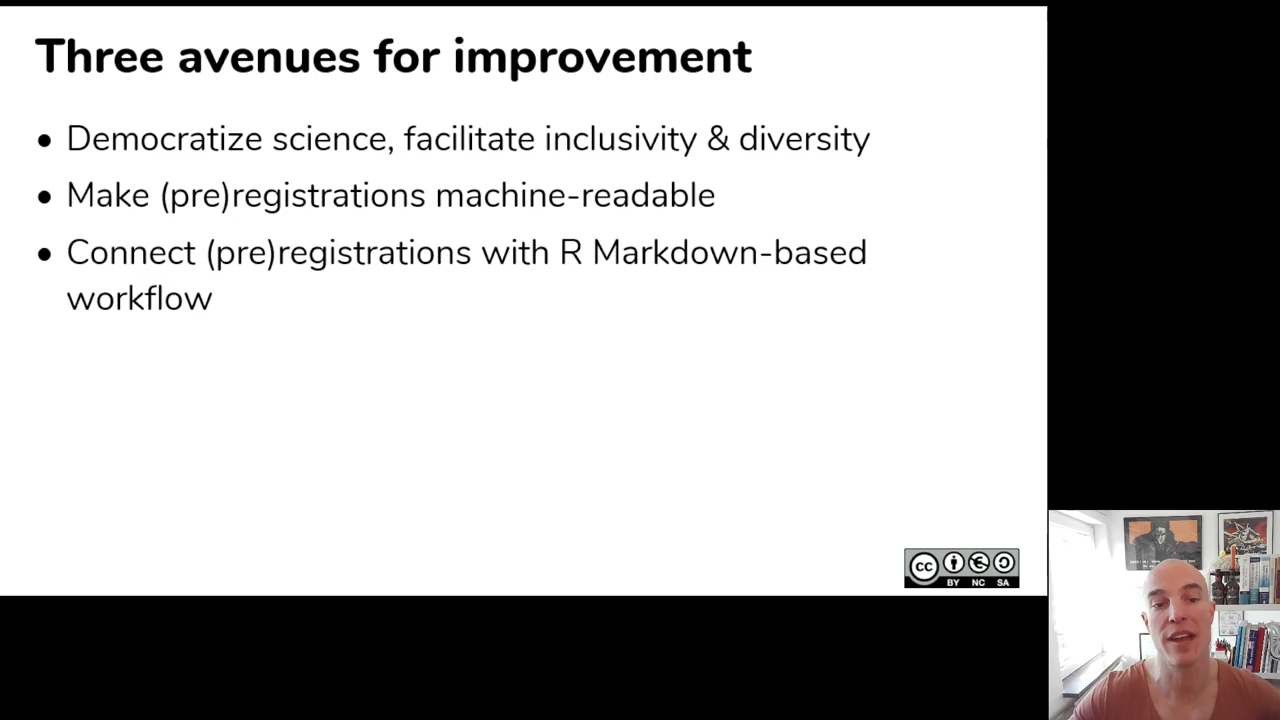 Three avenues for improvement
• Democratize science, facilitate inclusivity & diversity
• Make (pre)registrations machine-readable
• Connect (pre)registrations with R Markdown-based
workflow
cc
BY NC SA